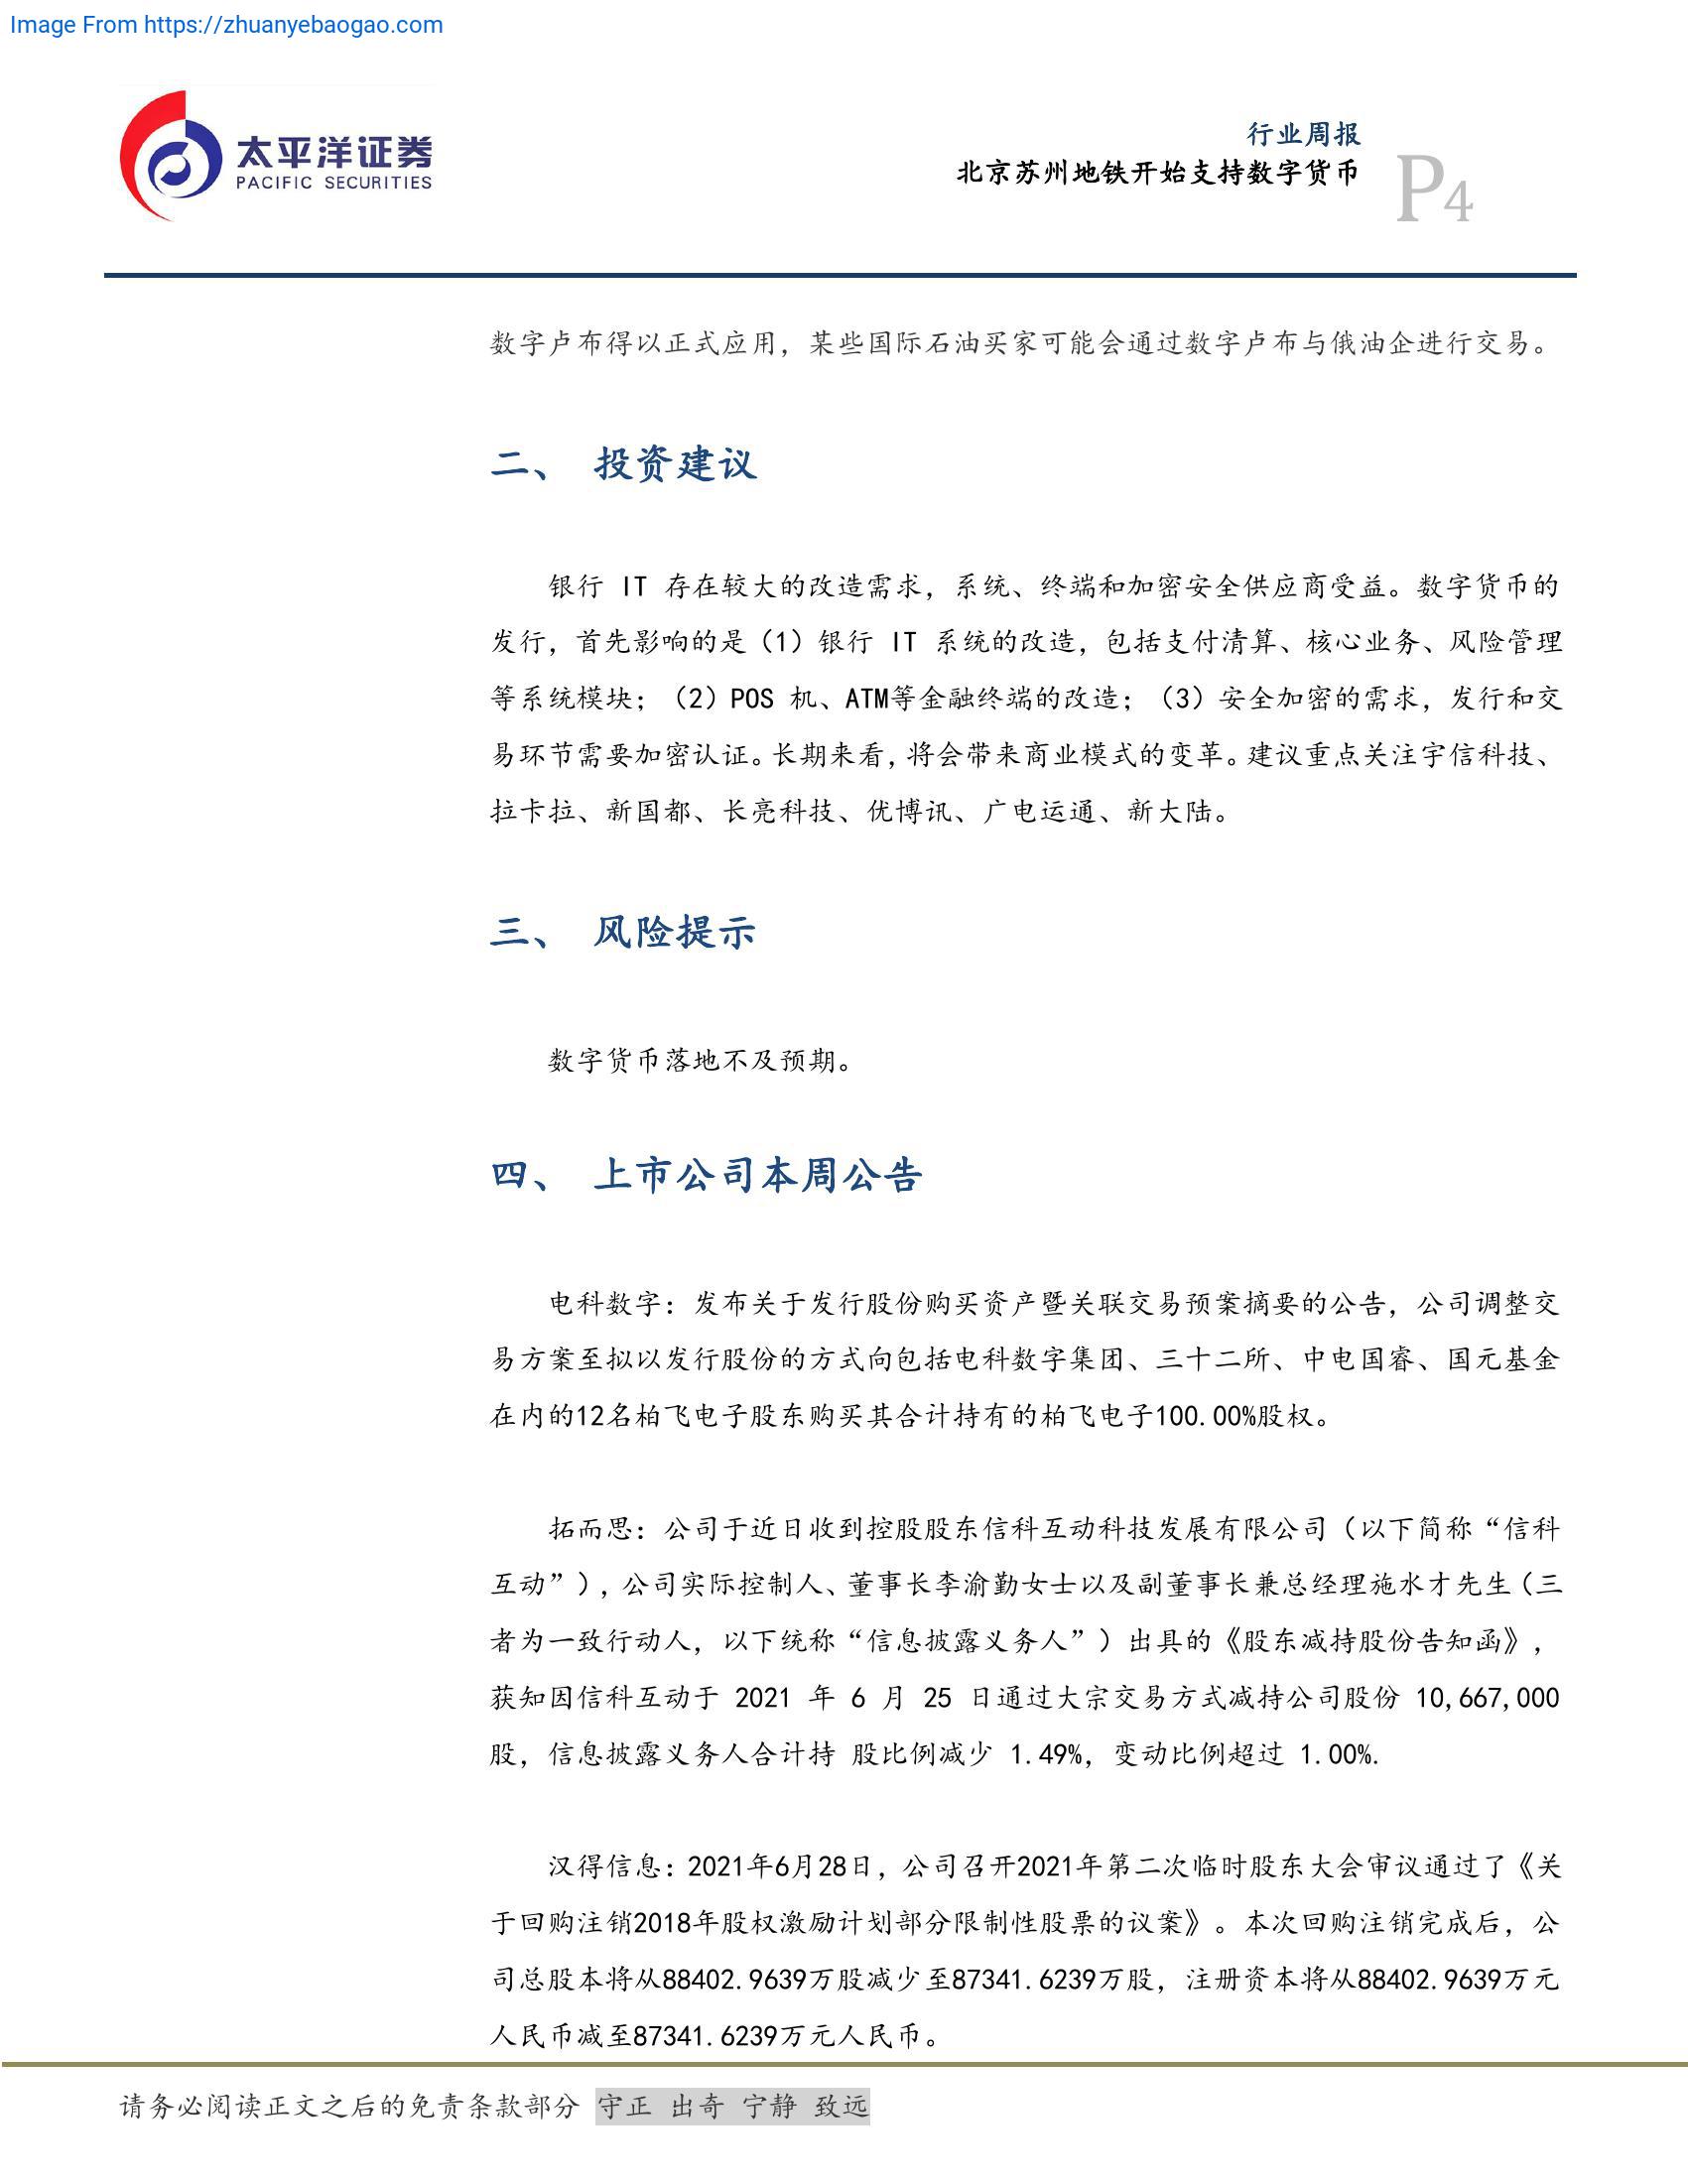 Image From https://zhuanyebaogao.com
太平洋证券
PACIFIC SECURITIES
行业周报
北京苏州地铁开始支持数字货币
P4
数字卢布得以正式应用，某些国际石油买家可能会通过数字卢布与俄油企进行交易。
二、 投资建议
银行 IT 存在较大的改造需求，系统、终端和加密安全供应商受益。数字货币的
发行，首先影响的是（1）银行 IT 系统的改造，包括支付清算、核心业务、风险管理
等系统模块；（2）POS 机、ATM等金融终端的改造；（3）安全加密的需求，发行和交
易环节需要加密认证。长期来看，将会带来商业模式的变革。建议重点关注宇信科技、
拉卡拉、新国都、长亮科技、优博讯、广电运通、新大陆。
三、 风险提示
数字货币落地不及预期。
四、 上市公司本周公告
电科数字：发布关于发行股份购买资产暨关联交易预案摘要的公告，公司调整交
易方案至拟以发行股份的方式向包括电科数字集团、三十二所、中电国睿、国元基金
在内的12名柏飞电子股东购买其合计持有的柏飞电子100.00%股权。
拓而思：公司于近日收到控股股东信科互动科技发展有限公司（以下简称“信科
互动”），公司实际控制人、董事长李渝勤女士以及副董事长兼总经理施水才先生（三
者为一致行动人，以下统称“信息披露义务人”）出具的《股东减持股份告知函》，
获知因信科互动于 2021 年 6 月 25 日通过大宗交易方式减持公司股份 10,667,000
股，信息披露义务人合计持 股比例减少 1.49%，变动比例超过 1.00%.
汉得信息：2021年6月28日，公司召开2021年第二次临时股东大会审议通过了《关
于回购注销2018年股权激励计划部分限制性股票的议案》。本次回购注销完成后，公
司总股本将从88402.9639万股减少至87341.6239万股，注册资本将从88402.9639万元
人民币减至87341.6239万元人民币。
请务必阅读正文之后的免责条款部分 守正 出奇 宁静 致远